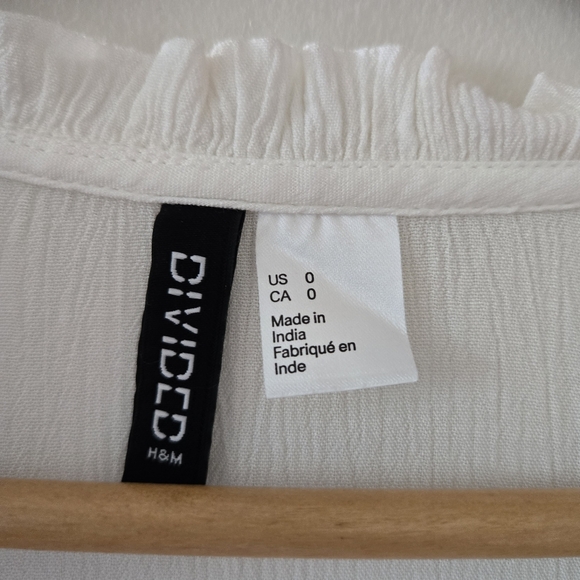 DIVIDED
H&M
US 0
CA 0
Made in
India
Fabriqué en
Inde